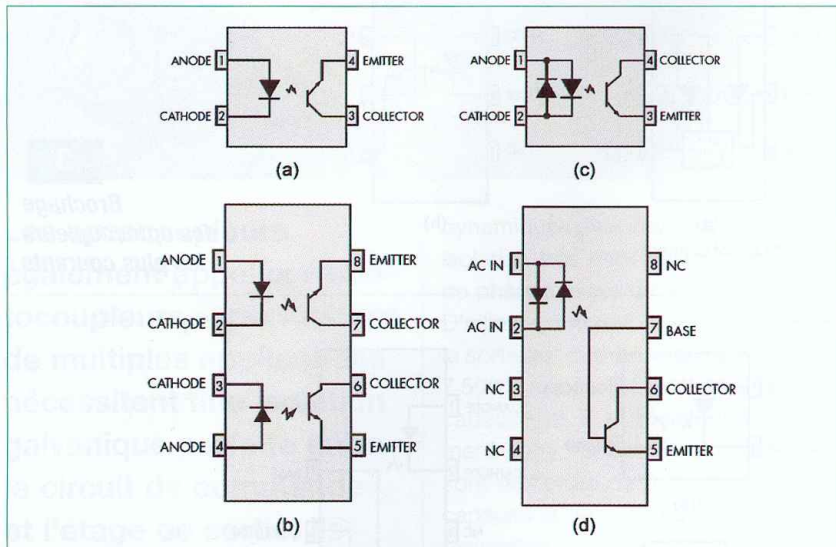 ANODE 1 4 EMITTER
CATHODE 2 3 COLLECTOR
(a)
ANODE 1 4 COLLECTOR
CATHODE 2 3 EMITTER
(c)
ANODE 1 8 EMITTER
CATHODE 2 7 COLLECTOR
CATHODE 3 6 COLLECTOR
ANODE 4 5 EMITTER
(b)
AC IN 1 8 NC
AC IN 2 7 BASE
NC 3 6 COLLECTOR
NC 4 5 EMITTER
(d)